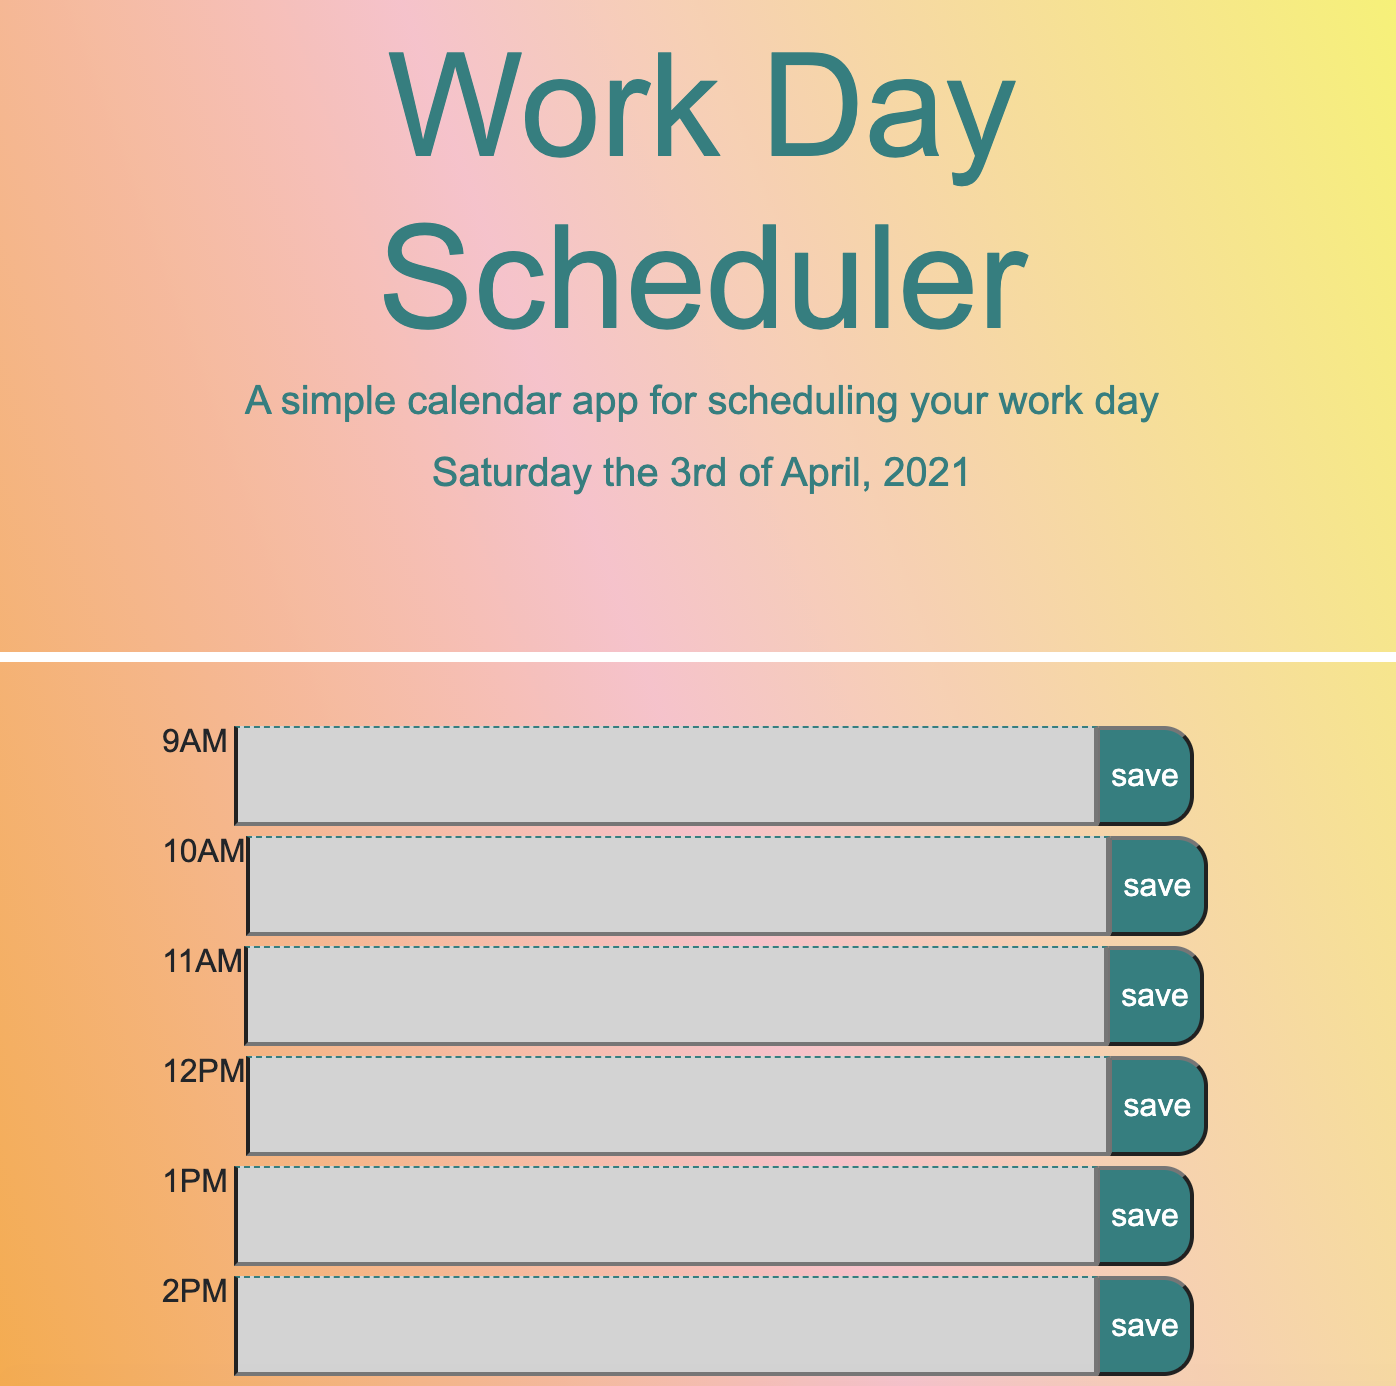 Work Day
Scheduler
A simple calendar app for scheduling your work day
Saturday the 3rd of April, 2021
9AM save
10AM save
11AM save
12PM save
1PM save
2PM save